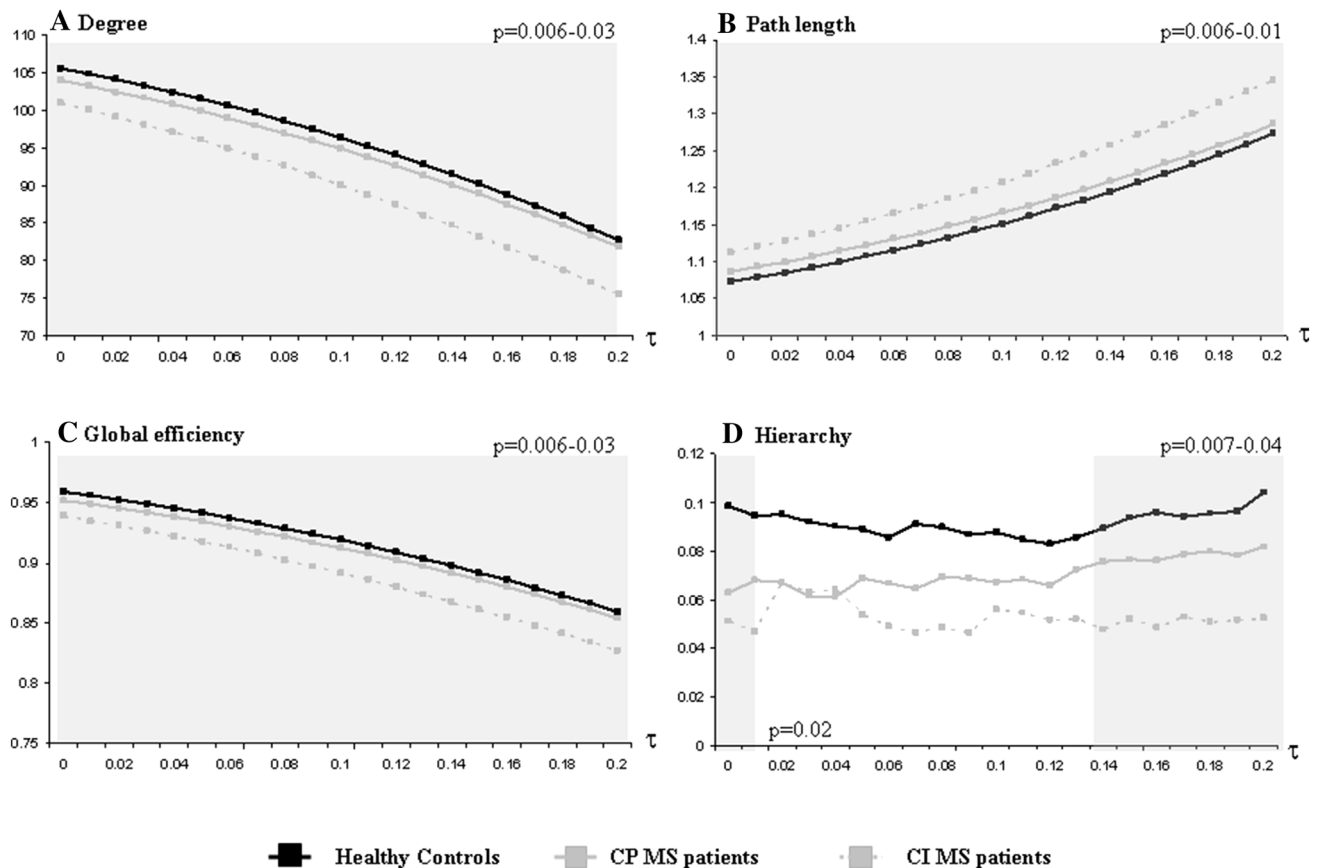 A Degree
p=0.006-0.03
110
105
100
95
90
85
80
75
70
0 0.02 0.04 0.06 0.08 0.1 0.12 0.14 0.16 0.18 0.2 τ
B Path length
p=0.006-0.01
1.4
1.35
1.3
1.25
1.2
1.15
1.1
1.05
1
0 0.02 0.04 0.06 0.08 0.1 0.12 0.14 0.16 0.18 0.2 τ
C Global efficiency
p=0.006-0.03
1
0.95
0.9
0.85
0.8
0.75
0 0.02 0.04 0.06 0.08 0.1 0.12 0.14 0.16 0.18 0.2 τ
D Hierarchy
p=0.007-0.04
0.12
0.1
0.08
0.06
0.04
0.02
0
p=0.02
0 0.02 0.04 0.06 0.08 0.1 0.12 0.14 0.16 0.18 0.2 τ
Healthy Controls CP MS patients CI MS patients